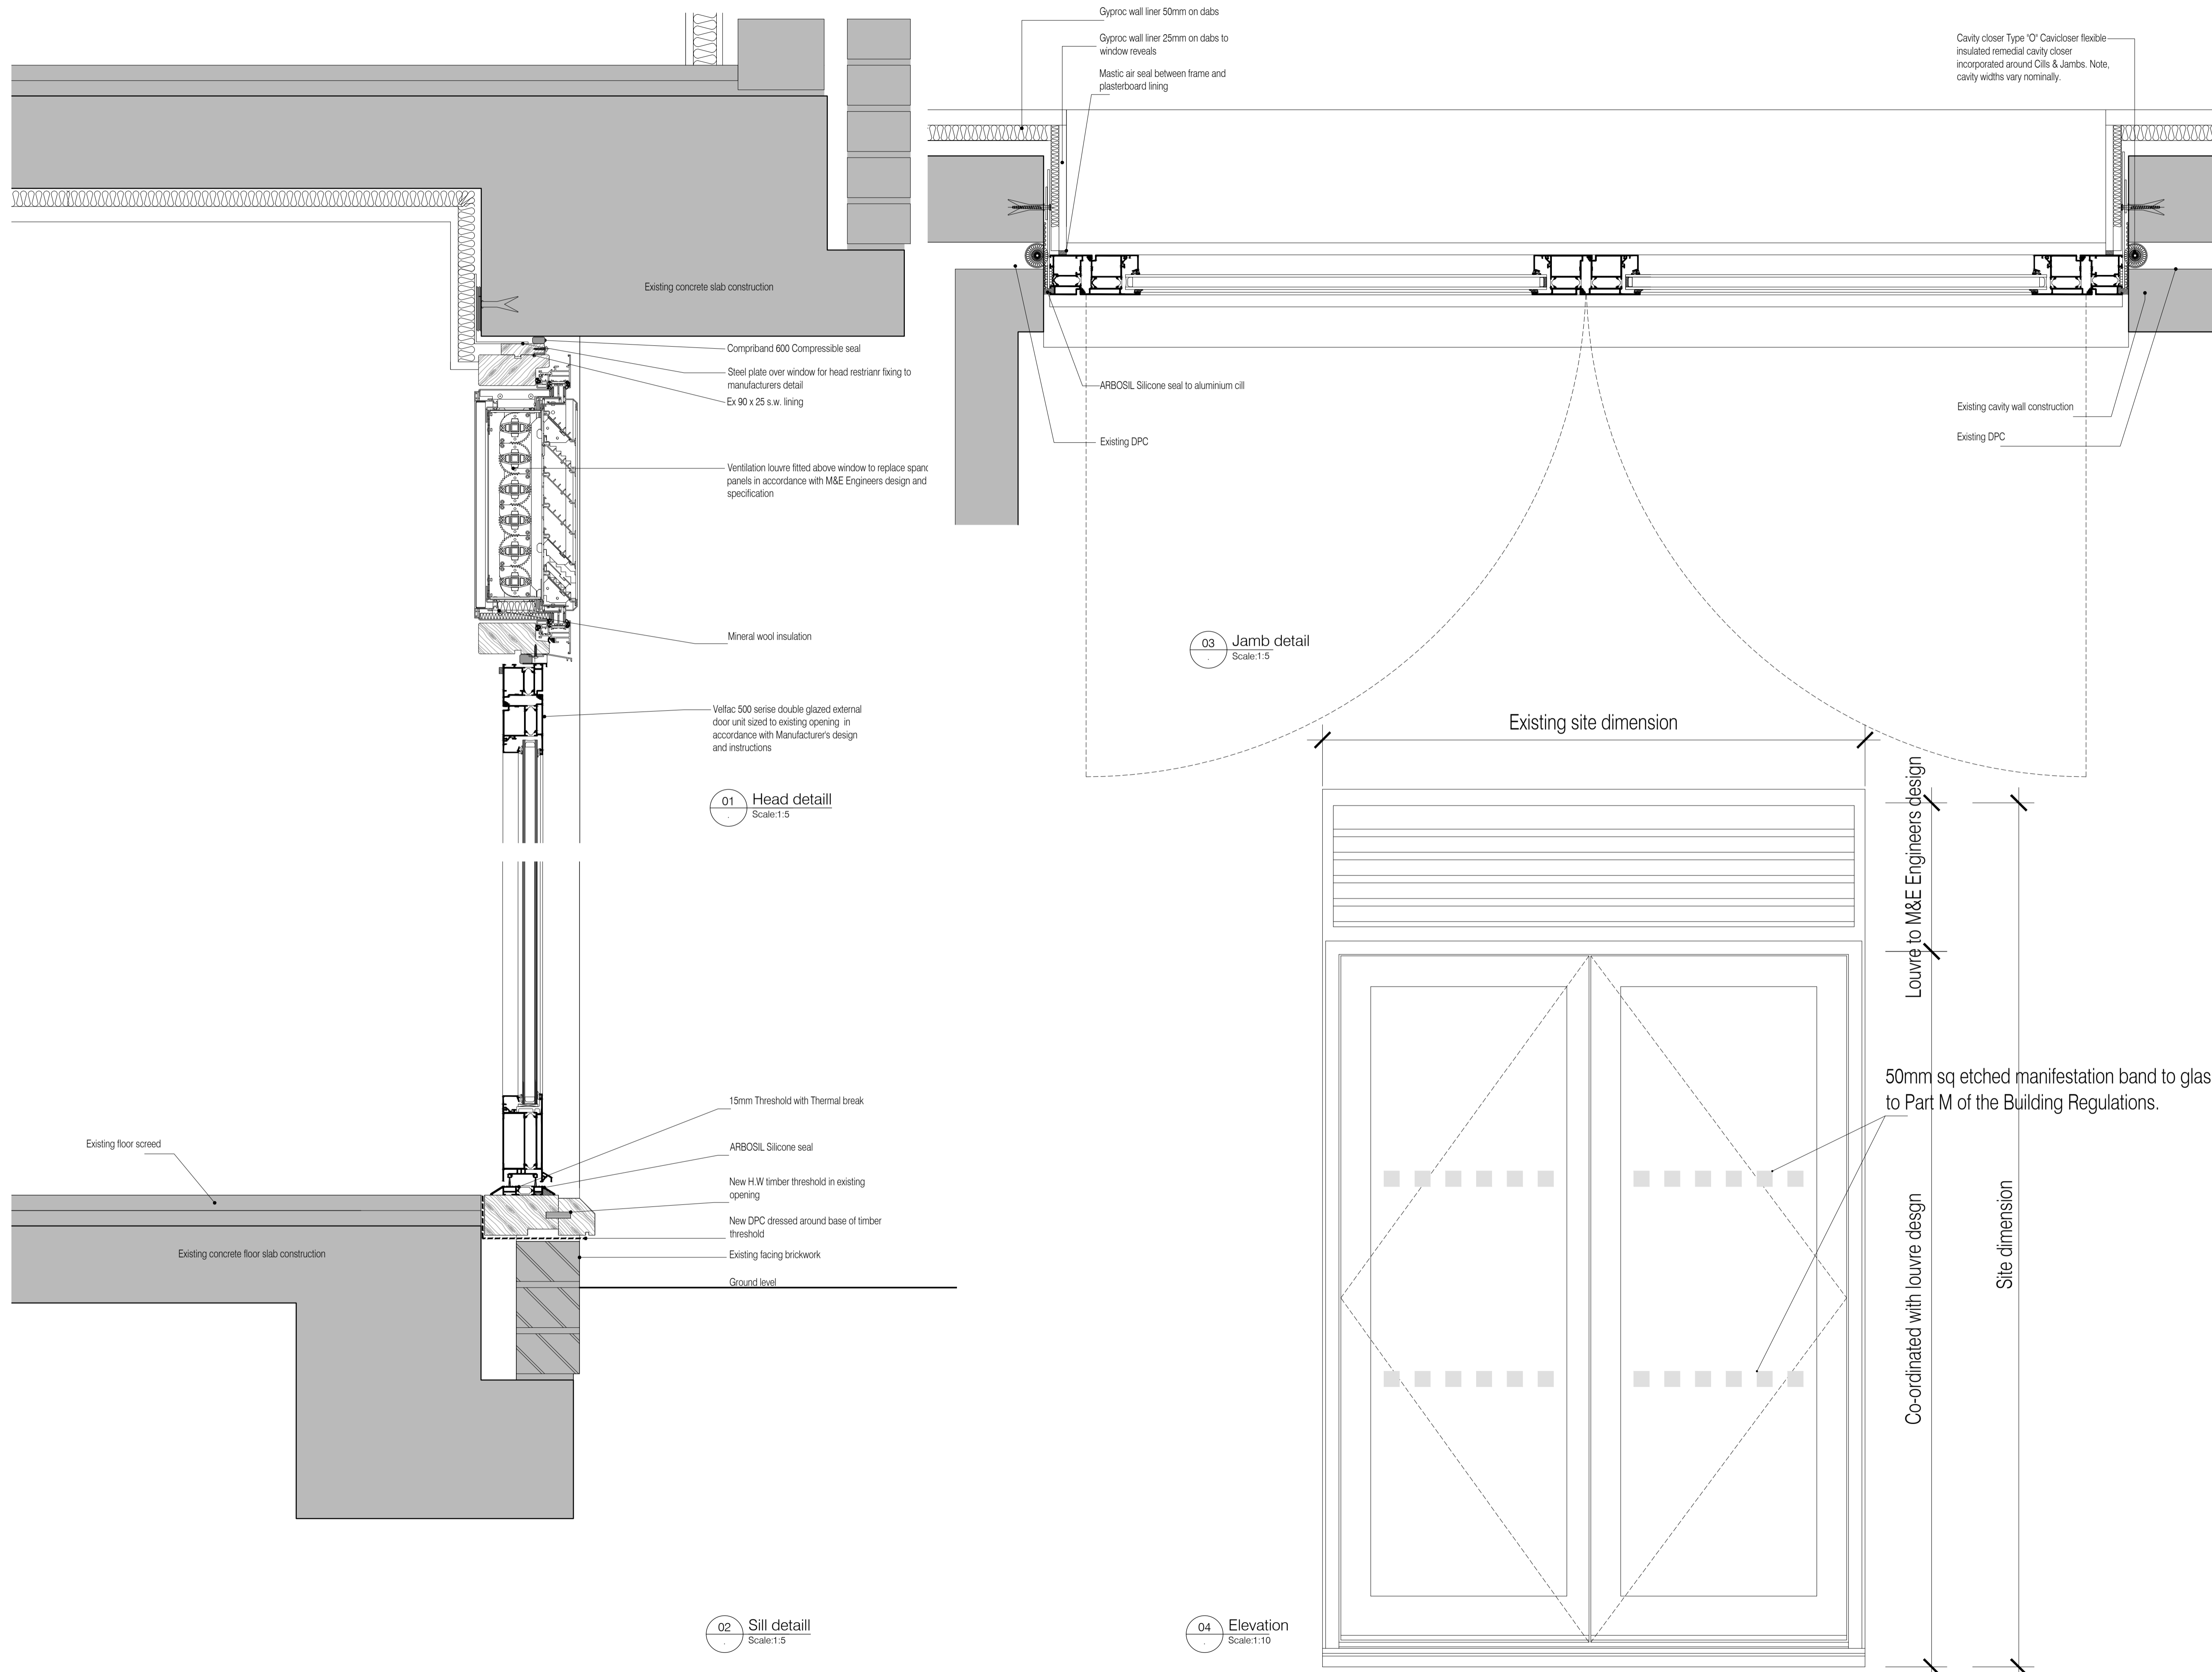 Gyproc wall liner 50mm on dabs
Gyproc wall liner 25mm on dabs to
window reveals
Mastic air seal between frame and
plasterboard lining
Cavity closer Type "O" Cavicloser flexible
insulated remedial cavity closer
incorporated around Cills & Jambs. Note,
cavity widths vary nominally.
Existing concrete slab construction
Compriband 600 Compressible seal
Steel plate over window for head restrianr fixing to
manufacturers detail
Ex 90 x 25 s.w. lining
Ventilation louvre fitted above window to replace
panels in accordance with M&E Engineers design and
specification
Mineral wool insulation
Velfac 500 serise double glazed external
door unit sized to existing opening in
accordance with Manufacturer's design
and instructions
01
Head detaill
Scale:1:5
ARBOSIL Silicone seal to aluminium cill
Existing DPC
Existing cavity wall construction
Existing DPC
03
Jamb detail
Scale:1:5
Existing site dimension
Louvre to M&E Engineers design
50mm sq etched manifestation band to glas
to Part M of the Building Regulations.
Co-ordinated with louvre desgn
Site dimension
15mm Threshold with Thermal break
ARBOSIL Silicone seal
New H.W timber threshold in existing
opening
New DPC dressed around base of timber
threshold
Existing facing brickwork
Ground level
Existing floor screed
Existing concrete floor slab construction
02
Sill detaill
Scale:1:5
04
Elevation
Scale:1:10